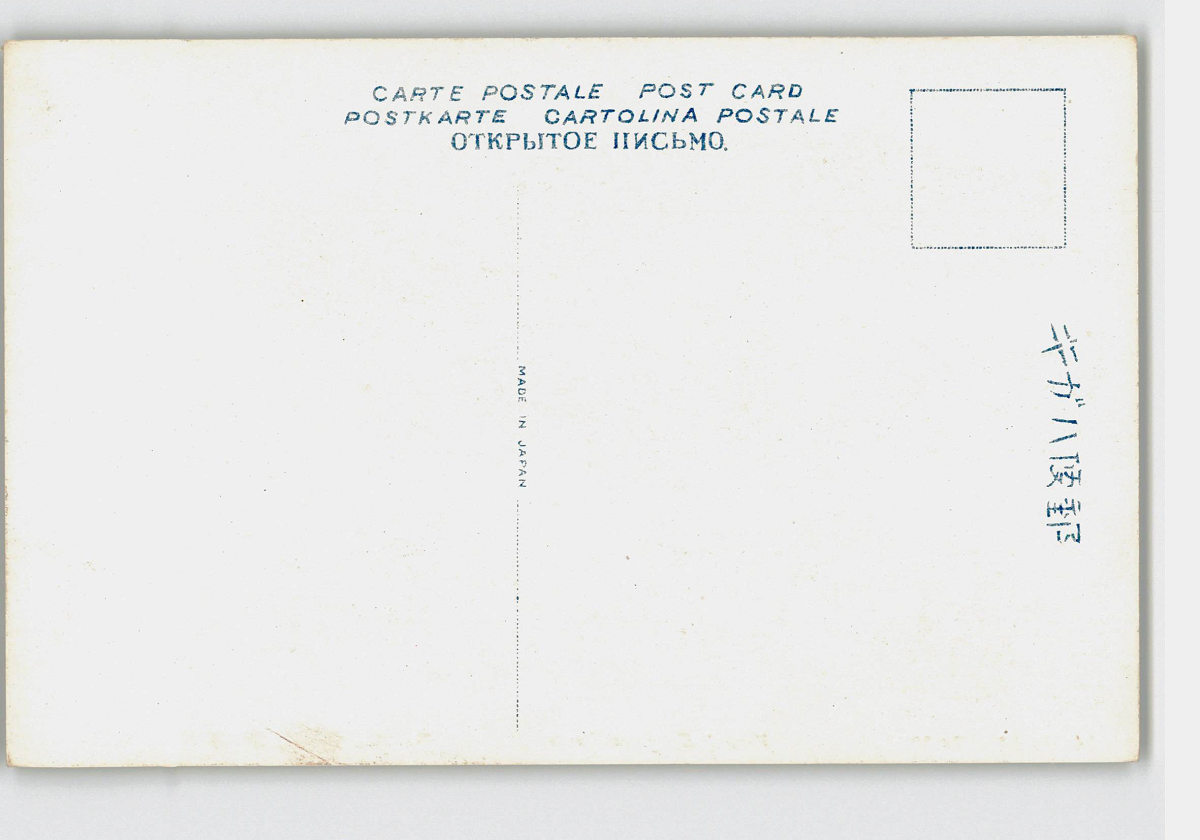 CARTE POSTALE POST CARD
POSTKARTE CARTOLINA POSTALE
ОТКРЫТОЕ ПИСЬМО.
MADE IN JAPAN
郵便ハガキ